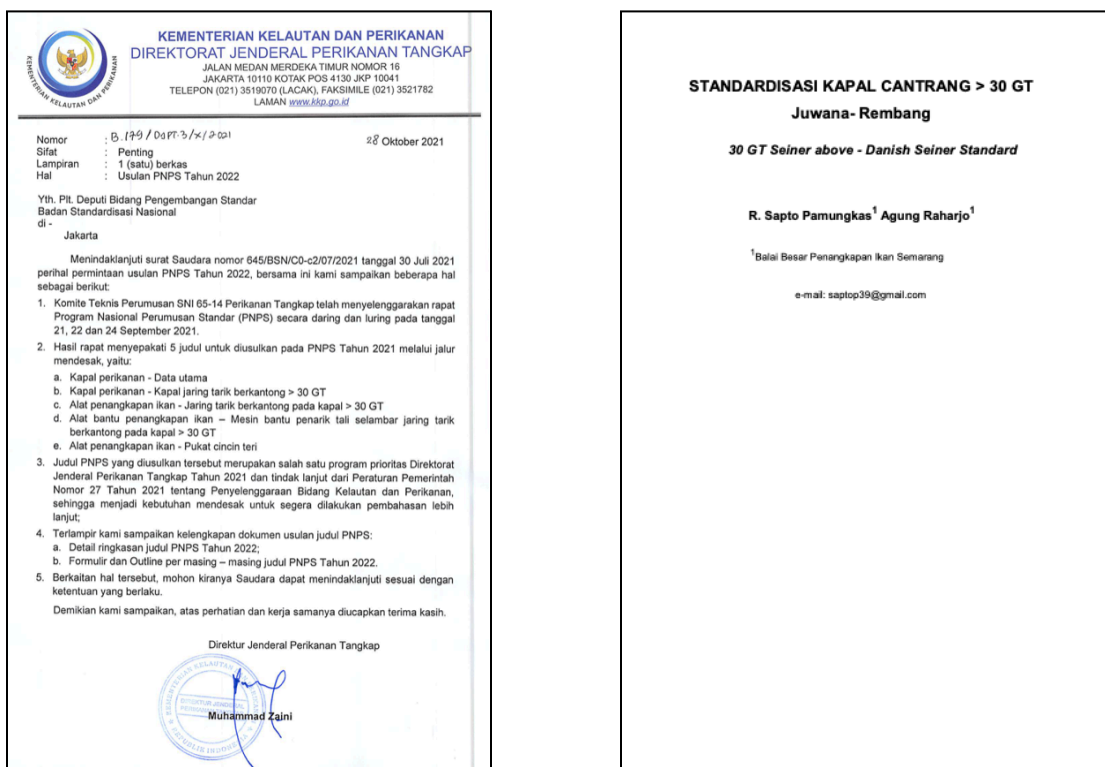 KEMENTERIAN KELAUTAN DAN PERIKANAN
KEMENTERIAN KELAUTAN DAN PERIKANAN
DIREKTORAT JENDERAL PERIKANAN TANGKAP
JALAN MEDAN MERDEKA TIMUR NOMOR 16
JAKARTA 10110 KOTAK POS 4130 JKP 10041
TELEPON (021) 3519070 (LACAK), FAKSIMILE (021) 3521782
LAMAN www.kkp.go.id
Nomor : B.179/DJPT.3/X/2021 28 Oktober 2021
Sifat : Penting
Lampiran : 1 (satu) berkas
Hal : Usulan PNPS Tahun 2022
Yth. Plt. Deputi Bidang Pengembangan Standar
Badan Standardisasi Nasional
di -
Jakarta
Menindaklanjuti surat Saudara nomor 645/BSN/C0-c2/07/2021 tanggal 30 Juli 2021
perihal permintaan usulan PNPS Tahun 2022, bersama ini kami sampaikan beberapa hal
sebagai berikut:
1. Komite Teknis Perumusan SNI 65-14 Perikanan Tangkap telah menyelenggarakan rapat
Program Nasional Perumusan Standar (PNPS) secara daring dan luring pada tanggal
21, 22 dan 24 September 2021.
2. Hasil rapat menyepakati 5 judul untuk diusulkan pada PNPS Tahun 2021 melalui jalur
mendesak, yaitu:
a. Kapal perikanan - Data utama
b. Kapal perikanan - Kapal jaring tarik berkantong > 30 GT
c. Alat penangkapan ikan - Jaring tarik berkantong pada kapal > 30 GT
d. Alat bantu penangkapan ikan – Mesin bantu penarik tali selambar jaring tarik
berkantong pada kapal > 30 GT
e. Alat penangkapan ikan - Pukat cincin teri
3. Judul PNPS yang diusulkan tersebut merupakan salah satu program prioritas Direktorat
Jenderal Perikanan Tangkap Tahun 2021 dan tindak lanjut dari Peraturan Pemerintah
Nomor 27 Tahun 2021 tentang Penyelenggaraan Bidang Kelautan dan Perikanan,
sehingga menjadi kebutuhan mendesak untuk segera dilakukan pembahasan lebih
lanjut;
4. Terlampir kami sampaikan kelengkapan dokumen usulan judul PNPS:
a. Detail ringkasan judul PNPS Tahun 2022;
b. Formulir dan Outline per masing – masing judul PNPS Tahun 2022.
5. Berkaitan hal tersebut, mohon kiranya Saudara dapat menindaklanjuti sesuai dengan
ketentuan yang berlaku.
Demikian kami sampaikan, atas perhatian dan kerja samanya diucapkan terima kasih.
Direktur Jenderal Perikanan Tangkap
KEMENTERIAN KELAUTAN DAN PERIKANAN
DIREKTUR JENDERAL
PERIKANAN TANGKAP
REPUBLIK INDONESIA
Muhammad Zaini
STANDARDISASI KAPAL CANTRANG > 30 GT
Juwana- Rembang
30 GT Seiner above - Danish Seiner Standard
R. Sapto Pamungkas1 Agung Raharjo1
1Balai Besar Penangkapan Ikan Semarang
e-mail: saptop39@gmail.com